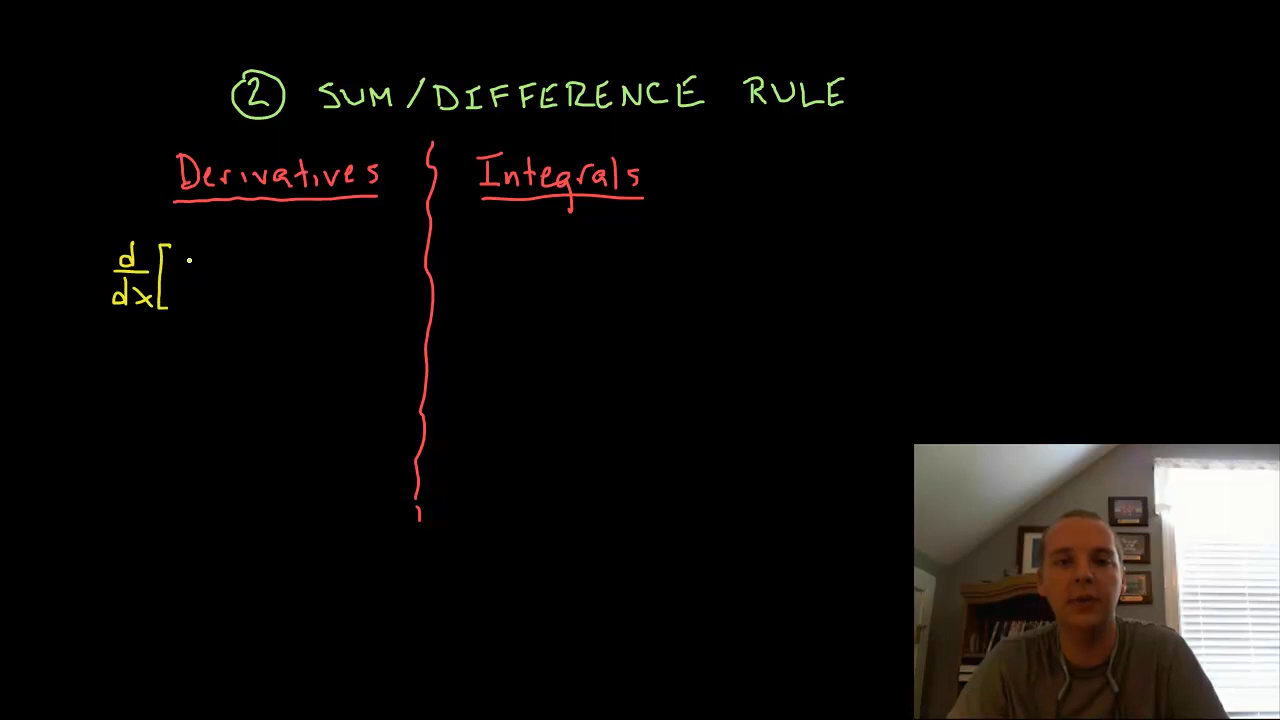 ② SUM/DIFFERENCE RULE
Derivatives Integrals
d/dx[